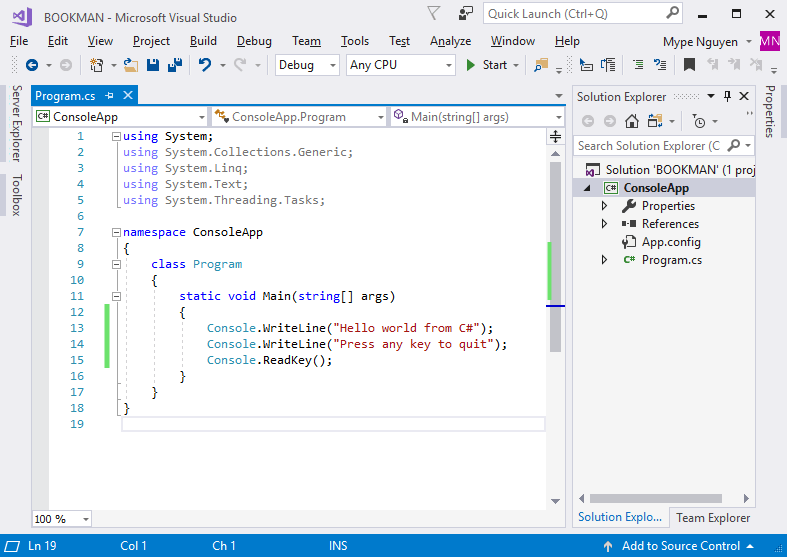 BOOKMAN - Microsoft Visual Studio
Quick Launch (Ctrl+Q)
File Edit View Project Build Debug Team Tools Test Analyze Window Help Mype Nguyen MN
Debug Any CPU Start
Server Explorer
Toolbox
Program.cs
ConsoleApp ConsoleApp.Program Main(string[] args)
1 using System;
2 using System.Collections.Generic;
3 using System.Linq;
4 using System.Text;
5 using System.Threading.Tasks;
6
7 namespace ConsoleApp
8 {
9 class Program
10 {
11 static void Main(string[] args)
12 {
13 Console.WriteLine("Hello world from C#");
14 Console.WriteLine("Press any key to quit");
15 Console.ReadKey();
16 }
17 }
18 }
19
100 %
Solution Explorer
Search Solution Explorer (C
Solution 'BOOKMAN' (1 proj
C# ConsoleApp
Properties
References
App.config
C# Program.cs
Solution Explo... Team Explorer
Properties
Ln 19 Col 1 Ch 1 INS Add to Source Control